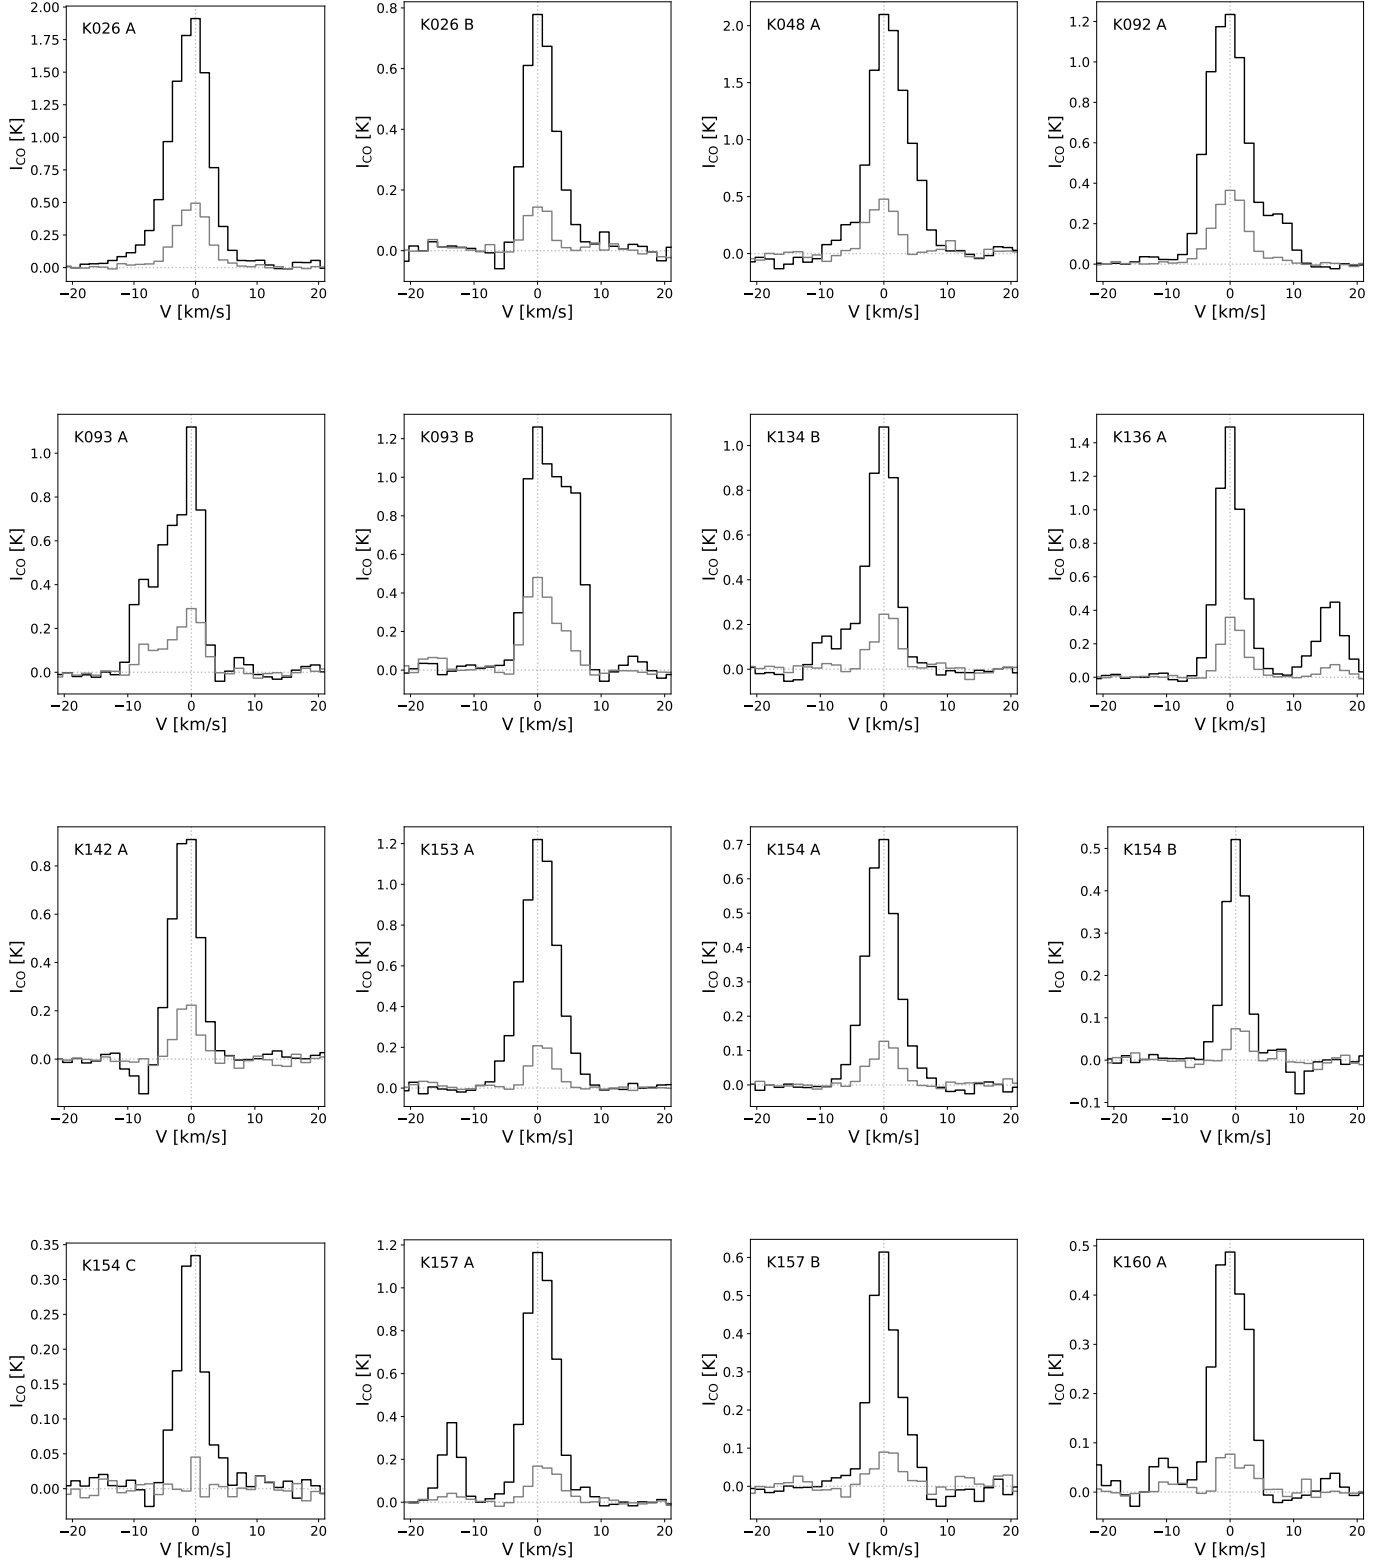 K026 A
I_CO [K]
2.00
1.75
1.50
1.25
1.00
0.75
0.50
0.25
0.00
−20 −10 0 10 20
V [km/s]
K026 B
I_CO [K]
0.8
0.6
0.4
0.2
0.0
−20 −10 0 10 20
V [km/s]
K048 A
I_CO [K]
2.0
1.5
1.0
0.5
0.0
−20 −10 0 10 20
V [km/s]
K092 A
I_CO [K]
1.2
1.0
0.8
0.6
0.4
0.2
0.0
−20 −10 0 10 20
V [km/s]
K093 A
I_CO [K]
1.0
0.8
0.6
0.4
0.2
0.0
−20 −10 0 10 20
V [km/s]
K093 B
I_CO [K]
1.2
1.0
0.8
0.6
0.4
0.2
0.0
−20 −10 0 10 20
V [km/s]
K134 B
I_CO [K]
1.0
0.8
0.6
0.4
0.2
0.0
−20 −10 0 10 20
V [km/s]
K136 A
I_CO [K]
1.4
1.2
1.0
0.8
0.6
0.4
0.2
0.0
−20 −10 0 10 20
V [km/s]
K142 A
I_CO [K]
0.8
0.6
0.4
0.2
0.0
−20 −10 0 10 20
V [km/s]
K153 A
I_CO [K]
1.2
1.0
0.8
0.6
0.4
0.2
0.0
−20 −10 0 10 20
V [km/s]
K154 A
I_CO [K]
0.7
0.6
0.5
0.4
0.3
0.2
0.1
0.0
−20 −10 0 10 20
V [km/s]
K154 B
I_CO [K]
0.5
0.4
0.3
0.2
0.1
0.0
−0.1
−20 −10 0 10 20
V [km/s]
K154 C
I_CO [K]
0.35
0.30
0.25
0.20
0.15
0.10
0.05
0.00
−20 −10 0 10 20
V [km/s]
K157 A
I_CO [K]
1.2
1.0
0.8
0.6
0.4
0.2
0.0
−20 −10 0 10 20
V [km/s]
K157 B
I_CO [K]
0.6
0.5
0.4
0.3
0.2
0.1
0.0
−20 −10 0 10 20
V [km/s]
K160 A
I_CO [K]
0.5
0.4
0.3
0.2
0.1
0.0
−20 −10 0 10 20
V [km/s]